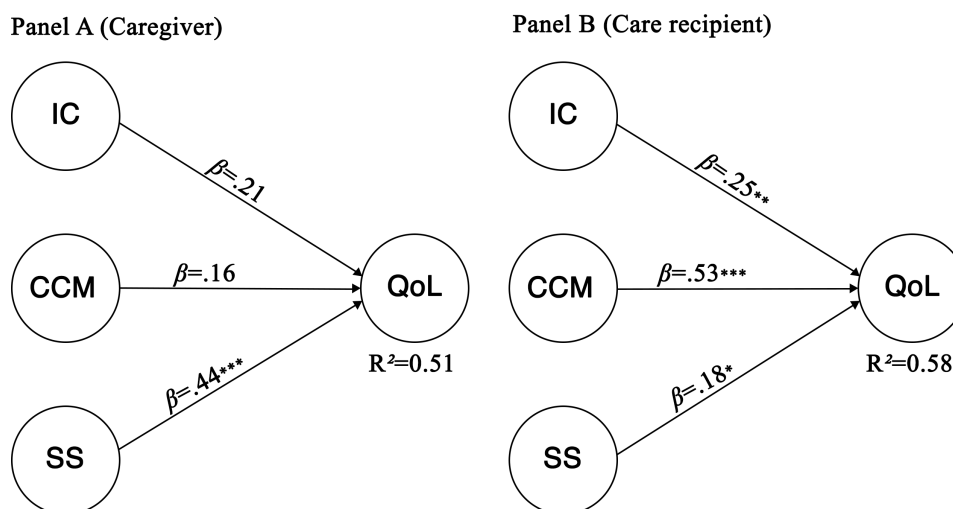 Panel A (Caregiver)
IC
β=.21
CCM
β=.16
QoL
R²=0.51
β=.44***
SS
Panel B (Care recipient)
IC
β=.25**
CCM
β=.53***
QoL
R²=0.58
β=.18*
SS